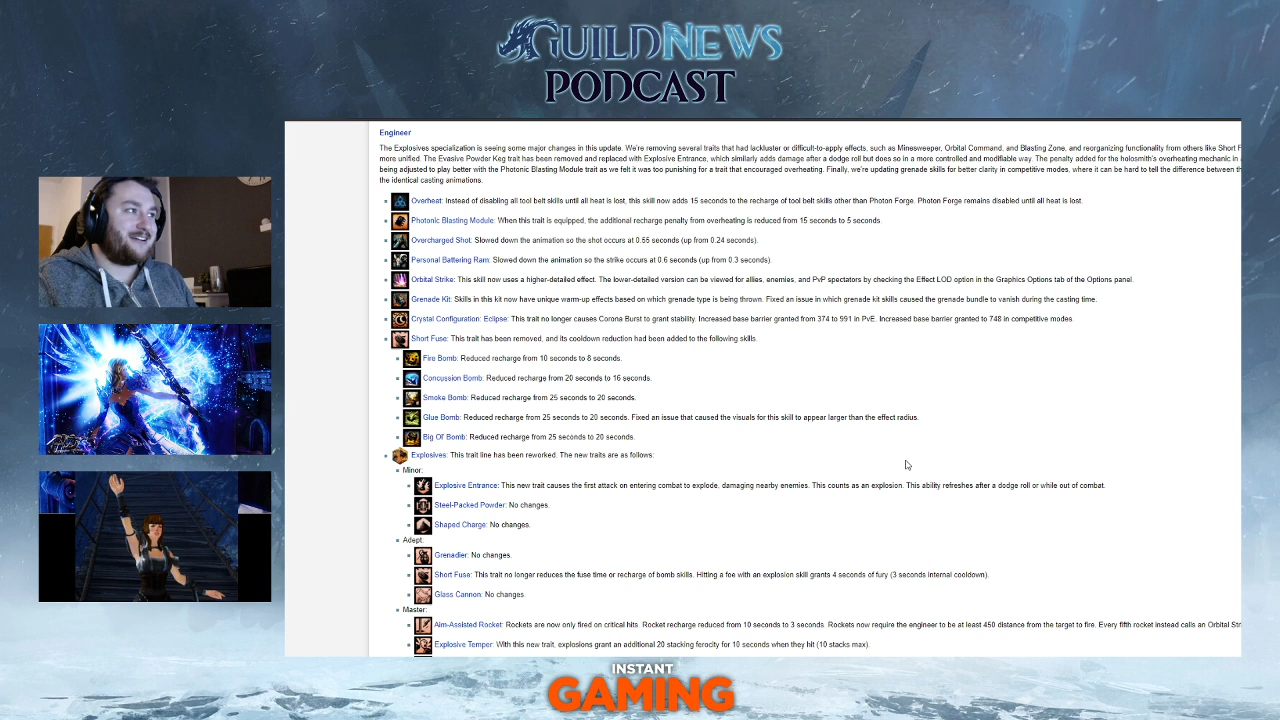 GUILDNEWS
PODCAST
Engineer
The Explosives specialization is seeing some major changes in this update. We're removing several traits that had lackluster or difficult-to-apply effects, such as Minesweeper, Orbital Command, and Blasting Zone, and reorganizing functionality from others like Short F
more unified. The Evasive Powder Keg trait has been removed and replaced with Explosive Entrance, which similarly adds damage after a dodge roll but does so in a more controlled and modifiable way. The penalty added for the holosmith's overheating mechanic in
being adjusted to play better with the Photonic Blasting Module trait as we felt it was too punishing for a trait that encouraged overheating. Finally, we're updating grenade skills for better clarity in competitive modes, where it can be hard to tell the difference between th
the identical casting animations.
Overheat: Instead of disabling all tool belt skills until all heat is lost, this skill now adds 15 seconds to the recharge of tool belt skills other than Photon Forge. Photon Forge remains disabled until all heat is lost.
Photonic Blasting Module: When this trait is equipped, the additional recharge penalty from overheating is reduced from 15 seconds to 5 seconds.
Overcharged Shot: Slowed down the animation so the shot occurs at 0.55 seconds (up from 0.24 seconds).
Personal Battering Ram: Slowed down the animation so the strike occurs at 0.6 seconds (up from 0.3 seconds).
Orbital Strike: This skill now uses a higher-detailed effect. The lower-detailed version can be viewed for allies, enemies, and PvP spectators by checking the Effect LOD option in the Graphics Options tab of the Options panel.
Grenade Kit: Skills in this kit now have unique warm-up effects based on which grenade type is being thrown. Fixed an issue in which grenade kit skills caused the grenade bundle to vanish during the casting time.
Crystal Configuration: Eclipse: This trait no longer causes Corona Burst to grant stability. Increased base barrier granted from 374 to 991 in PvE. Increased base barrier granted to 748 in competitive modes.
Short Fuse: This trait has been removed, and its cooldown reduction had been added to the following skills.
Fire Bomb: Reduced recharge from 10 seconds to 8 seconds.
Concussion Bomb: Reduced recharge from 20 seconds to 16 seconds.
Smoke Bomb: Reduced recharge from 25 seconds to 20 seconds.
Glue Bomb: Reduced recharge from 25 seconds to 20 seconds. Fixed an issue that caused the visuals for this skill to appear larger than the effect radius.
Big Ol' Bomb: Reduced recharge from 25 seconds to 20 seconds.
Explosives: This trait line has been reworked. The new traits are as follows:
Minor:
Explosive Entrance: This new trait causes the first attack on entering combat to explode, damaging nearby enemies. This counts as an explosion. This ability refreshes after a dodge roll or while out of combat.
Steel-Packed Powder: No changes.
Shaped Charge: No changes.
Adept:
Grenadier: No changes.
Short Fuse: This trait no longer reduces the fuse time or recharge of bomb skills. Hitting a foe with an explosion skill grants 4 seconds of fury (3 seconds internal cooldown).
Glass Cannon: No changes.
Master:
Aim-Assisted Rocket: Rockets are now only fired on critical hits. Rocket recharge reduced from 10 seconds to 3 seconds. Rockets now require the engineer to be at least 450 distance from the target to fire. Every fifth rocket instead calls an Orbital Str
Explosive Temper: With this new trait, explosions grant an additional 20 stacking ferocity for 10 seconds when they hit (10 stacks max).
INSTANT
GAMING